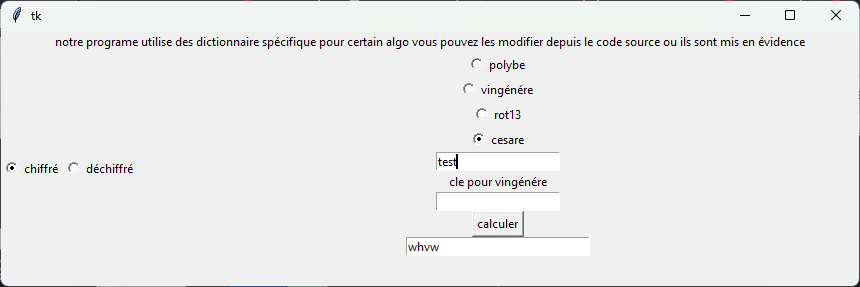 tk
notre programe utilise des dictionnaire spécifique pour certain algo vous pouvez les modifier depuis le code source ou ils sont mis en évidence
polybe
vingénére
rot13
cesare
chiffré déchiffré
test
cle pour vingénére
calculer
whvw